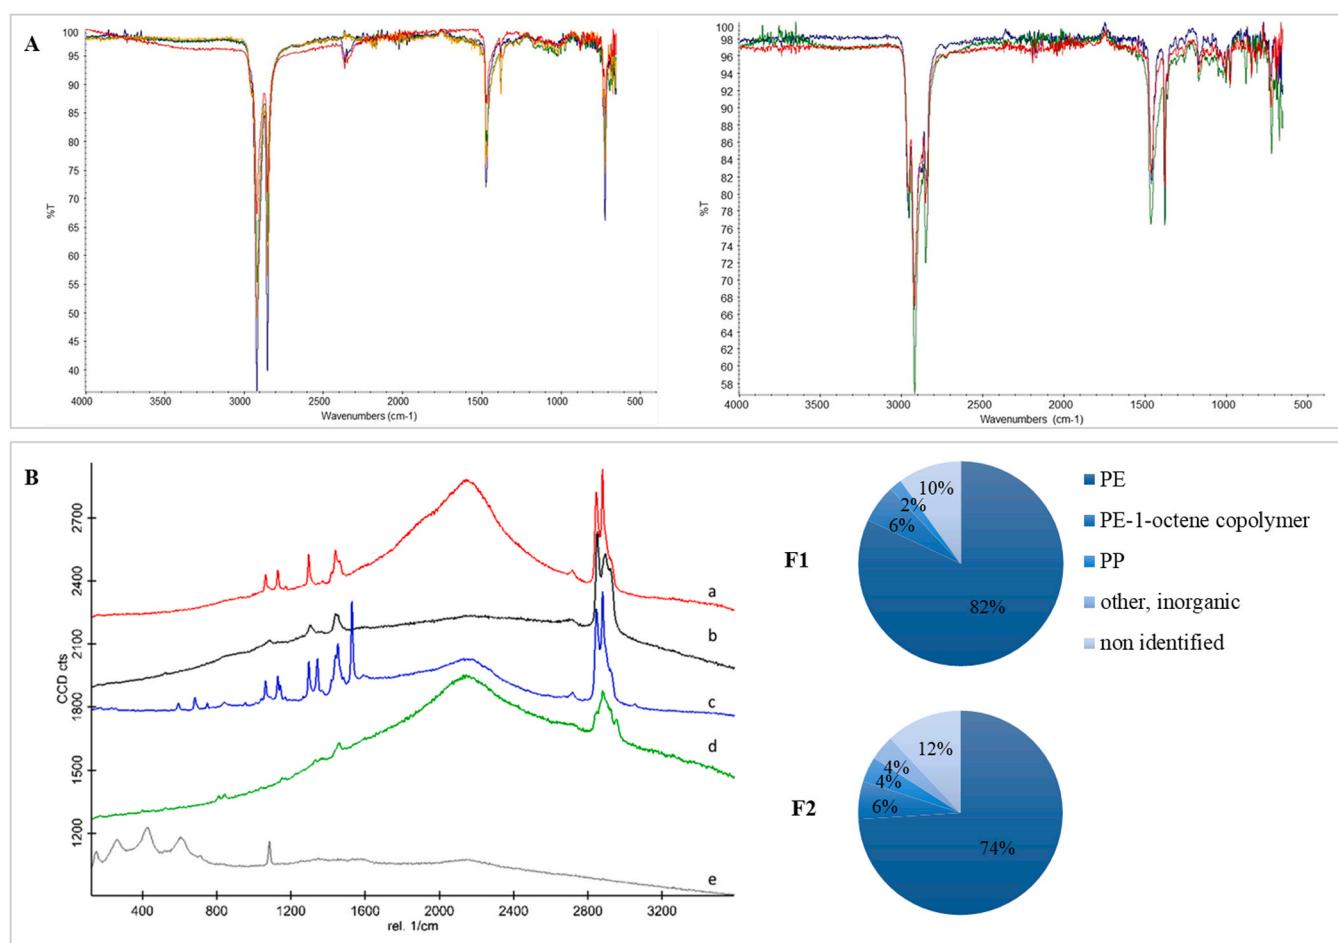 A
100
95
90
85
80
75
70
65
60
55
50
45
40
%T
4000 3500 3000 2500 2000 1500 1000 500
Wavenumbers (cm-1)
100
98
96
94
92
90
88
86
84
82
80
78
76
74
72
70
68
66
64
62
60
58
%T
4000 3500 3000 2500 2000 1500 1000 500
Wavenumbers (cm-1)
B
2700
2400
2100
1800
1500
1200
CCD cts
a
b
c
d
e
400 800 1200 1600 2000 2400 2800 3200
rel. 1/cm
F1
10%
2%
6%
82%
PE
PE-1-octene copolymer
PP
other, inorganic
non identified
F2
12%
4%
4%
6%
74%